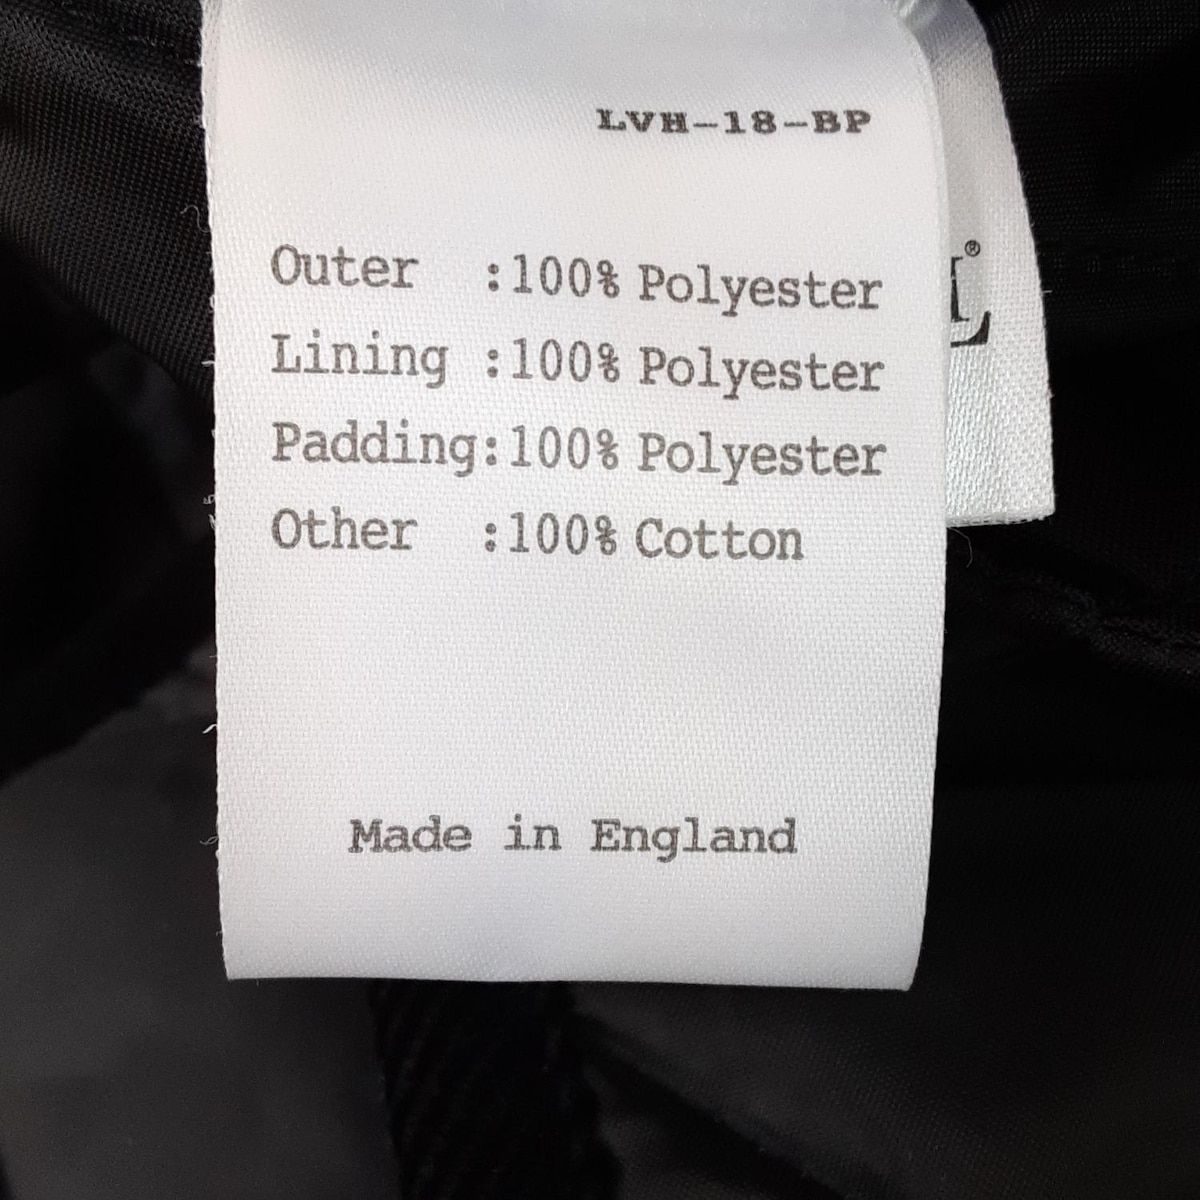 LVH-18-BP
Outer :100% Polyester
Lining :100% Polyester
Padding:100% Polyester
Other :100% Cotton
Made in England